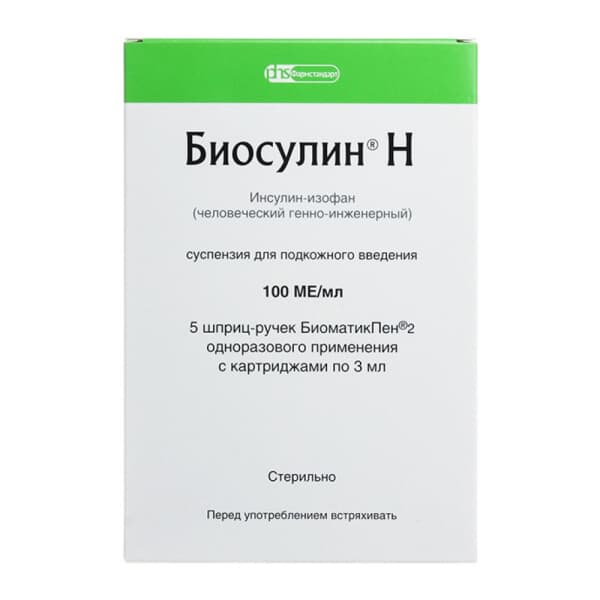 phs Фармстандарт
Биосулин® Н
Инсулин-изофан
(человеческий генно-инженерный)
суспензия для подкожного введения
100 МЕ/мл
5 шприц-ручек БиоматикПен®2
одноразового применения
с картриджами по 3 мл
Стерильно
Перед употреблением встряхивать